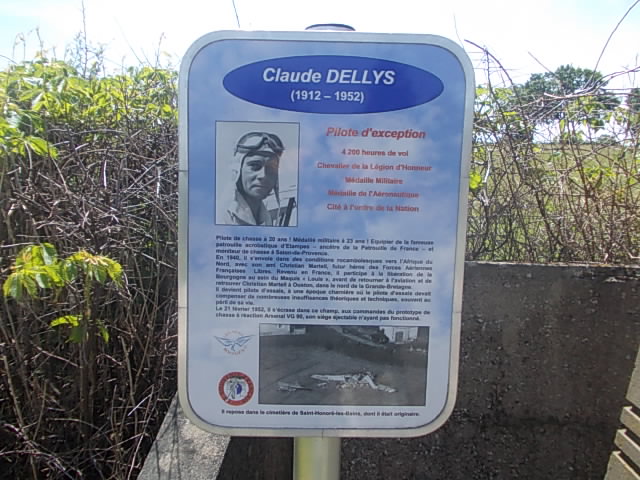 Claude DELLYS
(1912 – 1952)
Pilote d'exception
4 200 heures de vol
Chevalier de la Légion d'Honneur
Médaille Militaire
Médaille de l'Aéronautique
Cité à l'ordre de la Nation
Pilote de chasse à 20 ans ! Médaillé militaire à 23 ans ! Equipier de la fameuse
patrouille acrobatique d'Etampes – ancêtre de la Patrouille de France – et
moniteur de chasse à Salon-de-Provence.
En 1940, il s'envole dans des conditions rocambolesques vers l'Afrique du
Nord, avec son ami Christian Martell, futur héros des Forces Aériennes
Françaises Libres. Revenu en France, il participe à la libération de la
Bourgogne au sein du Maquis « Louis », avant de retourner à l'aviation et de
retrouver Christian Martell à Ouston, dans le nord de la Grande-Bretagne.
Il devient pilote d'essais, à une époque charnière où le pilote d'essais devait
compenser de nombreuses insuffisances théoriques et techniques, souvent au
péril de sa vie.
Le 21 février 1952, il s'écrase dans ce champ, aux commandes du prototype de
chasse à réaction Arsenal VG 90, son siège éjectable n'ayant pas fonctionné.
Il repose dans le cimetière de Saint-Honoré-les-Bains, dont il était originaire.